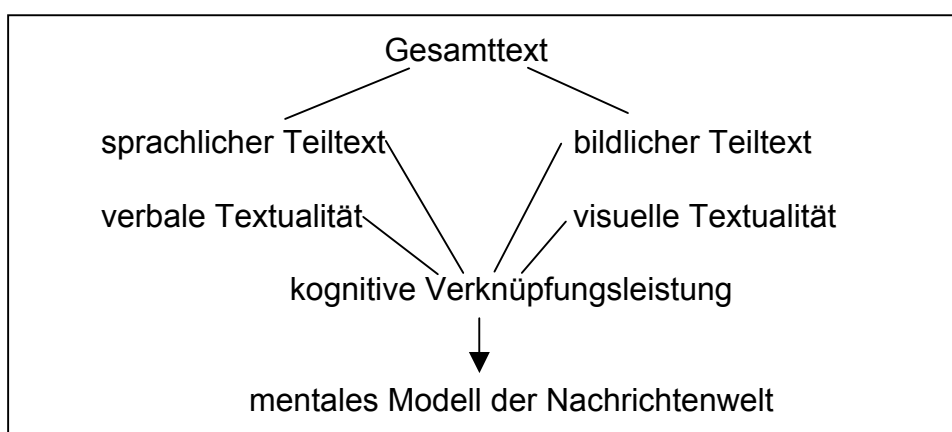 Gesamttext
sprachlicher Teiltext bildlicher Teiltext
verbale Textualität visuelle Textualität
kognitive Verknüpfungsleistung
mentales Modell der Nachrichtenwelt